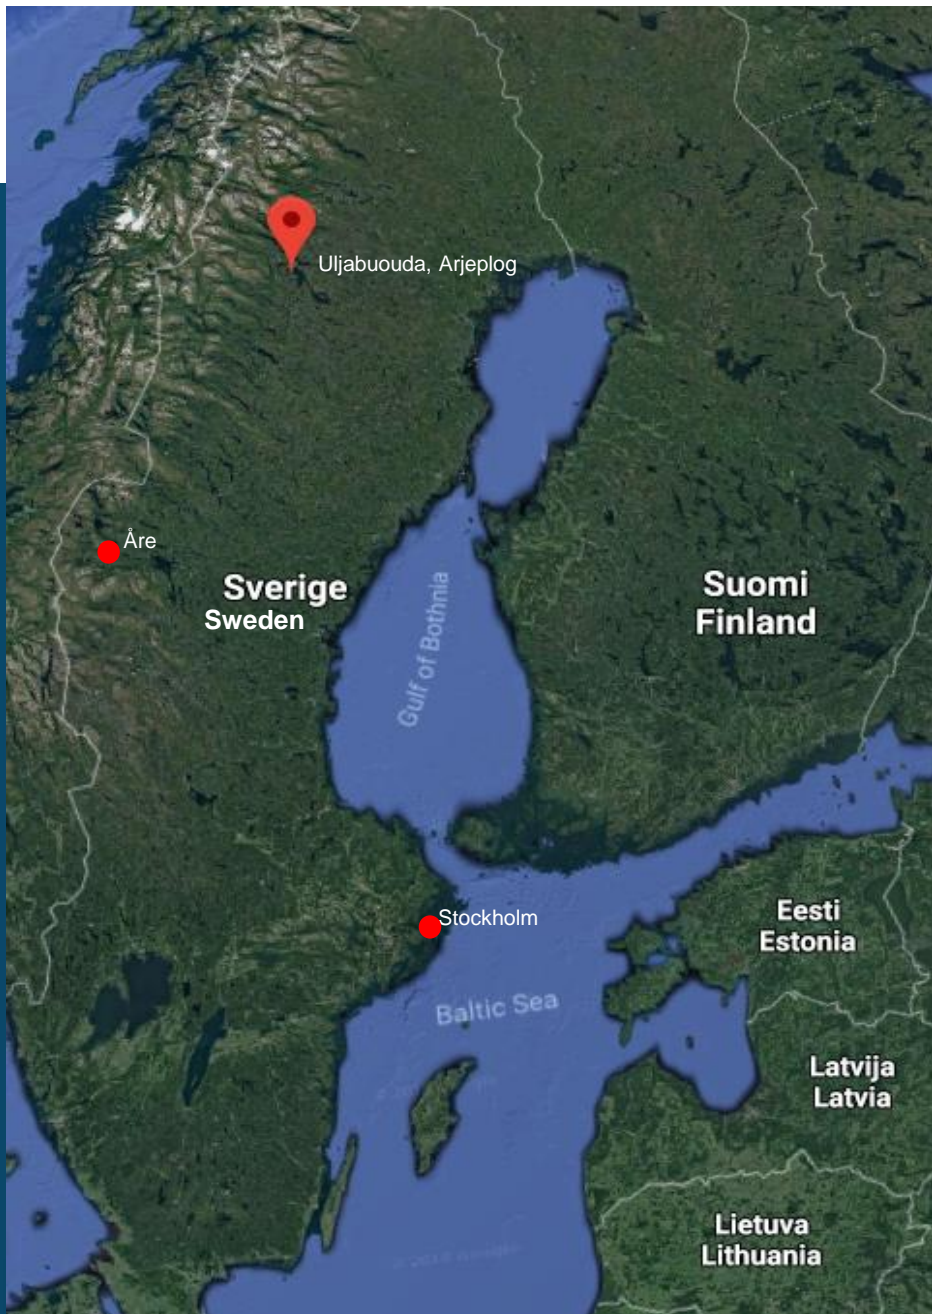 Uljabuouda, Arjeplog
Åre
Sverige
Sweden
Suomi
Finland
Gulf of Bothnia
Stockholm
Eesti
Estonia
Baltic Sea
Latvija
Latvia
Lietuva
Lithuania